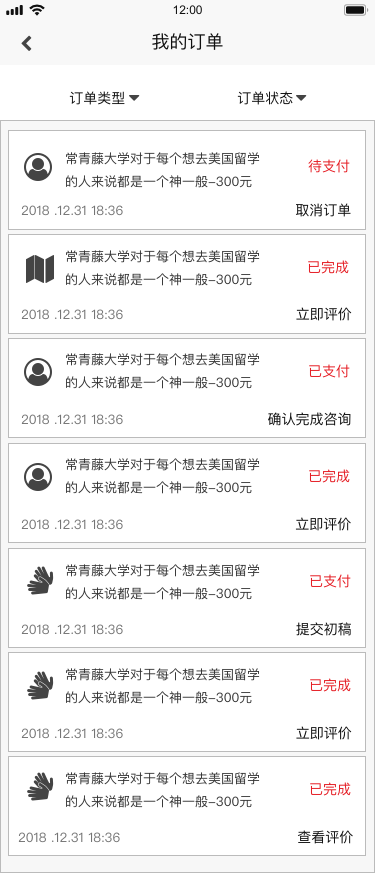 12:00
我的订单
订单类型 订单状态
常青藤大学对于每个想去美国留学
的人来说都是一个神一般-300元
待支付
2018 .12.31 18:36 取消订单
常青藤大学对于每个想去美国留学
的人来说都是一个神一般-300元
已完成
2018 .12.31 18:36 立即评价
常青藤大学对于每个想去美国留学
的人来说都是一个神一般-300元
已支付
2018 .12.31 18:36 确认完成咨询
常青藤大学对于每个想去美国留学
的人来说都是一个神一般-300元
已完成
2018 .12.31 18:36 立即评价
常青藤大学对于每个想去美国留学
的人来说都是一个神一般-300元
已支付
2018 .12.31 18:36 提交初稿
常青藤大学对于每个想去美国留学
的人来说都是一个神一般-300元
已完成
2018 .12.31 18:36 立即评价
常青藤大学对于每个想去美国留学
的人来说都是一个神一般-300元
已完成
2018 .12.31 18:36 查看评价